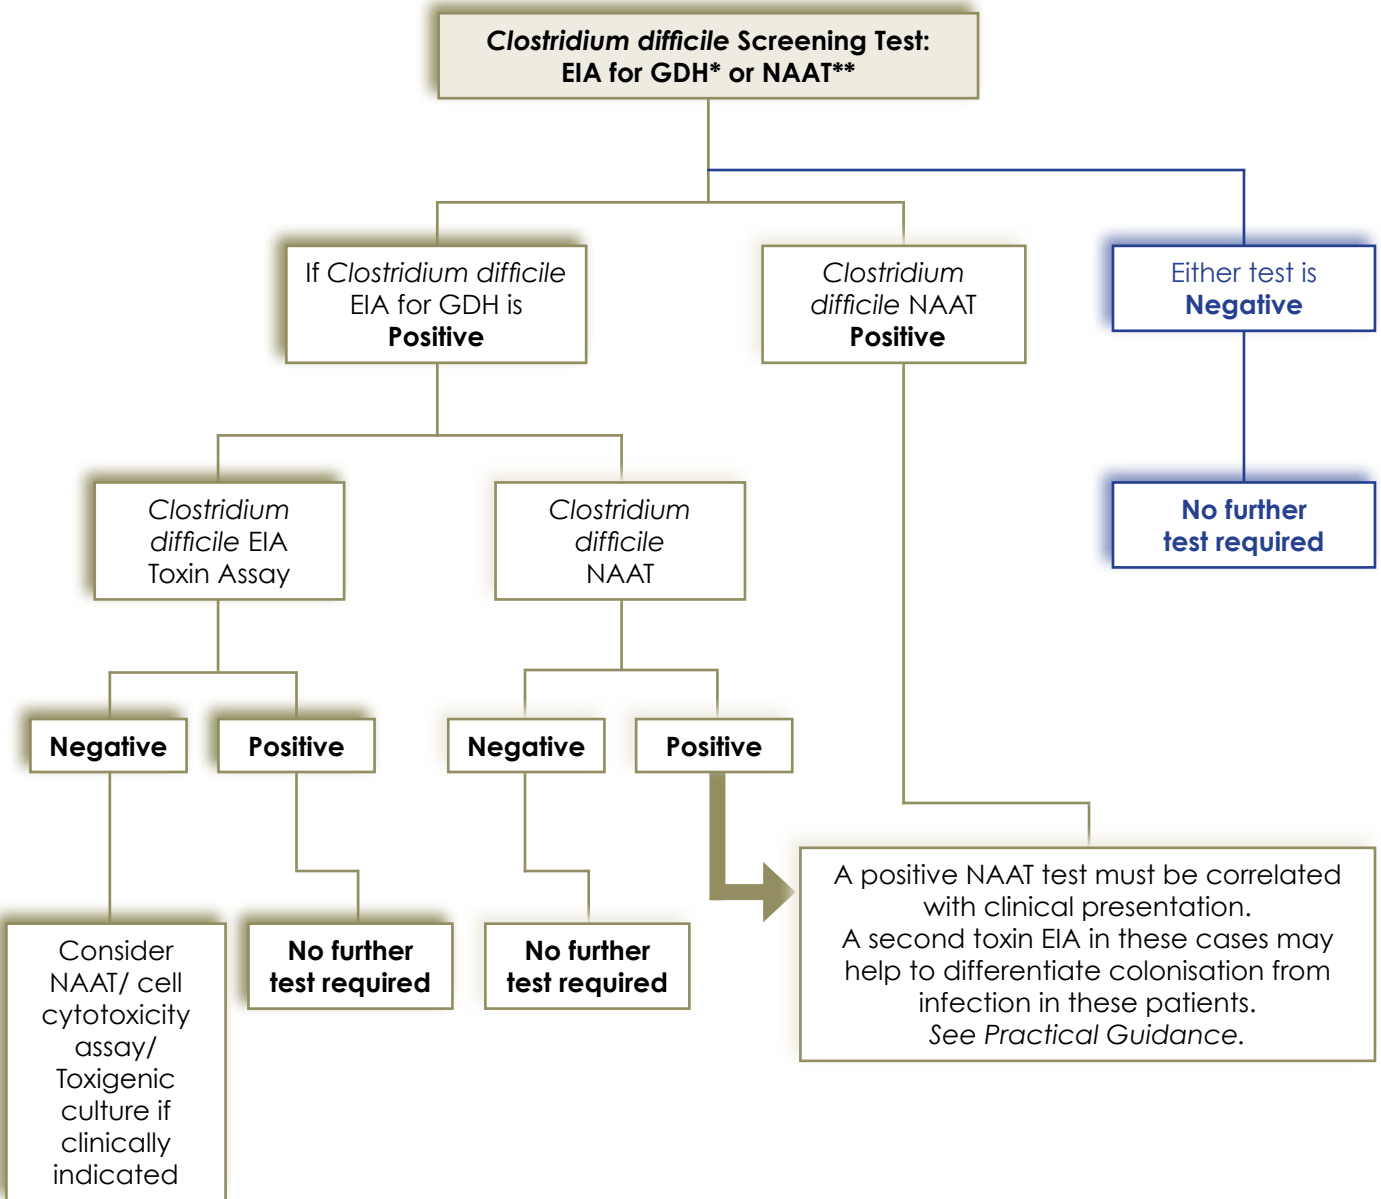 Clostridium difficile Screening Test:
EIA for GDH* or NAAT**
If Clostridium difficile
EIA for GDH is
Positive
Clostridium
difficile NAAT
Positive
Either test is
Negative
Clostridium
difficile EIA
Toxin Assay
Clostridium
difficile
NAAT
No further
test required
Negative
Positive
Negative
Positive
Consider
NAAT/ cell
cytotoxicity
assay/
Toxigenic
culture if
clinically
indicated
No further
test required
No further
test required
A positive NAAT test must be correlated
with clinical presentation.
A second toxin EIA in these cases may
help to differentiate colonisation from
infection in these patients.
See Practical Guidance.